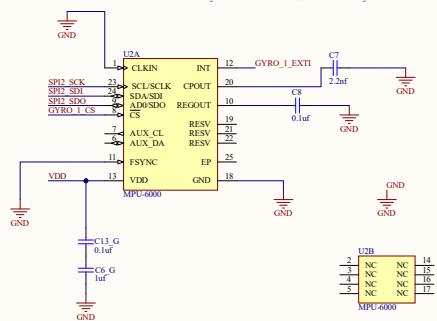 GND
U2A
1 CLKIN INT 12 GYRO_1_EXTI
C7
2.2nf
GND
SPI2_SCK 23 SCL/SCLK CPOUT 20
SPI2_SDI 24 SDA/SDI
SPI2_SDO 9 AD0/SDO REGOUT 10
C8
0.1uf
GND
GYRO_1_CS 8 CS
RESV 19
7 AUX_CL RESV 21
6 AUX_DA RESV 22
11 FSYNC EP 25
VDD 13 VDD GND 18
MPU-6000
GND
GND
GND
GND
C13_G
0.1uf
C6_G
1uf
GND
U2B
2 NC NC 14
3 NC NC 15
4 NC NC 16
5 NC NC 17
MPU-6000